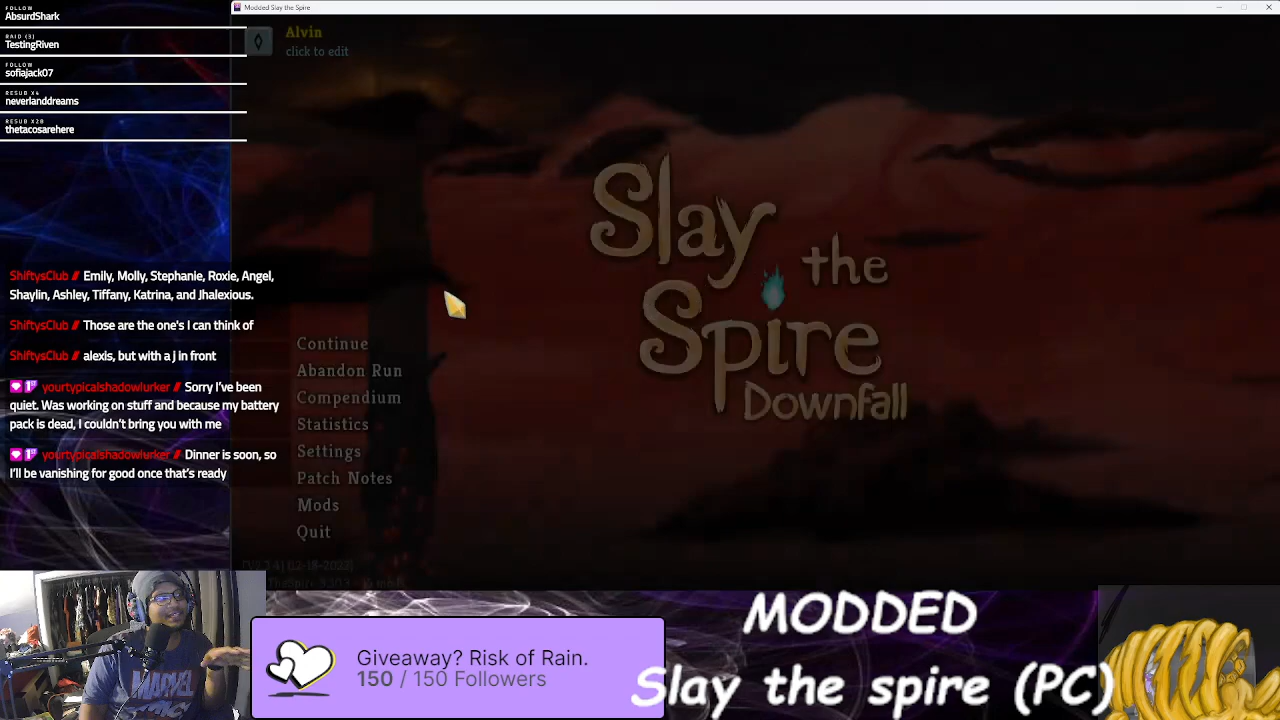 FOLLOW
AbsurdShark
RAID (3)
TestingRiven
FOLLOW
sofiajack07
RESUB X4
neverlanddreams
RESUB X28
thetacosarehere
Modded Slay the Spire
Alvin
click to edit
Slay
the
Spire
Downfall
Continue
Abandon Run
Compendium
Statistics
Settings
Patch Notes
Mods
Quit
ShiftysClub // Emily, Molly, Stephanie, Roxie, Angel,
Shaylin, Ashley, Tiffany, Katrina, and Jhalexious.
ShiftysClub // Those are the one's I can think of
ShiftysClub // alexis, but with a j in front
yourtypicalshadowlurker // Sorry I've been
quiet. Was working on stuff and because my battery
pack is dead, I couldn't bring you with me
yourtypicalshadowlurker // Dinner is soon, so
I'll be vanishing for good once that's ready
MARVEL
Giveaway? Risk of Rain.
150 / 150 Followers
MODDED
Slay the spire (PC)